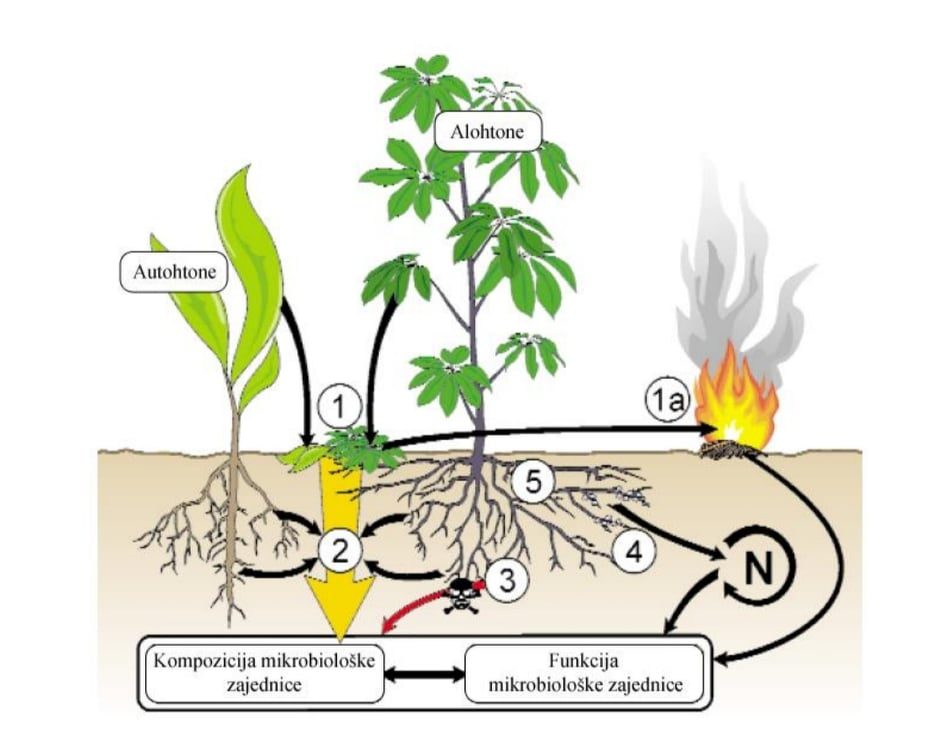 Alohtone
Autohtone
1
1a
5
2
4
3
N
Kompozicija mikrobiološke
zajednice
Funkcija
mikrobiološke zajednice